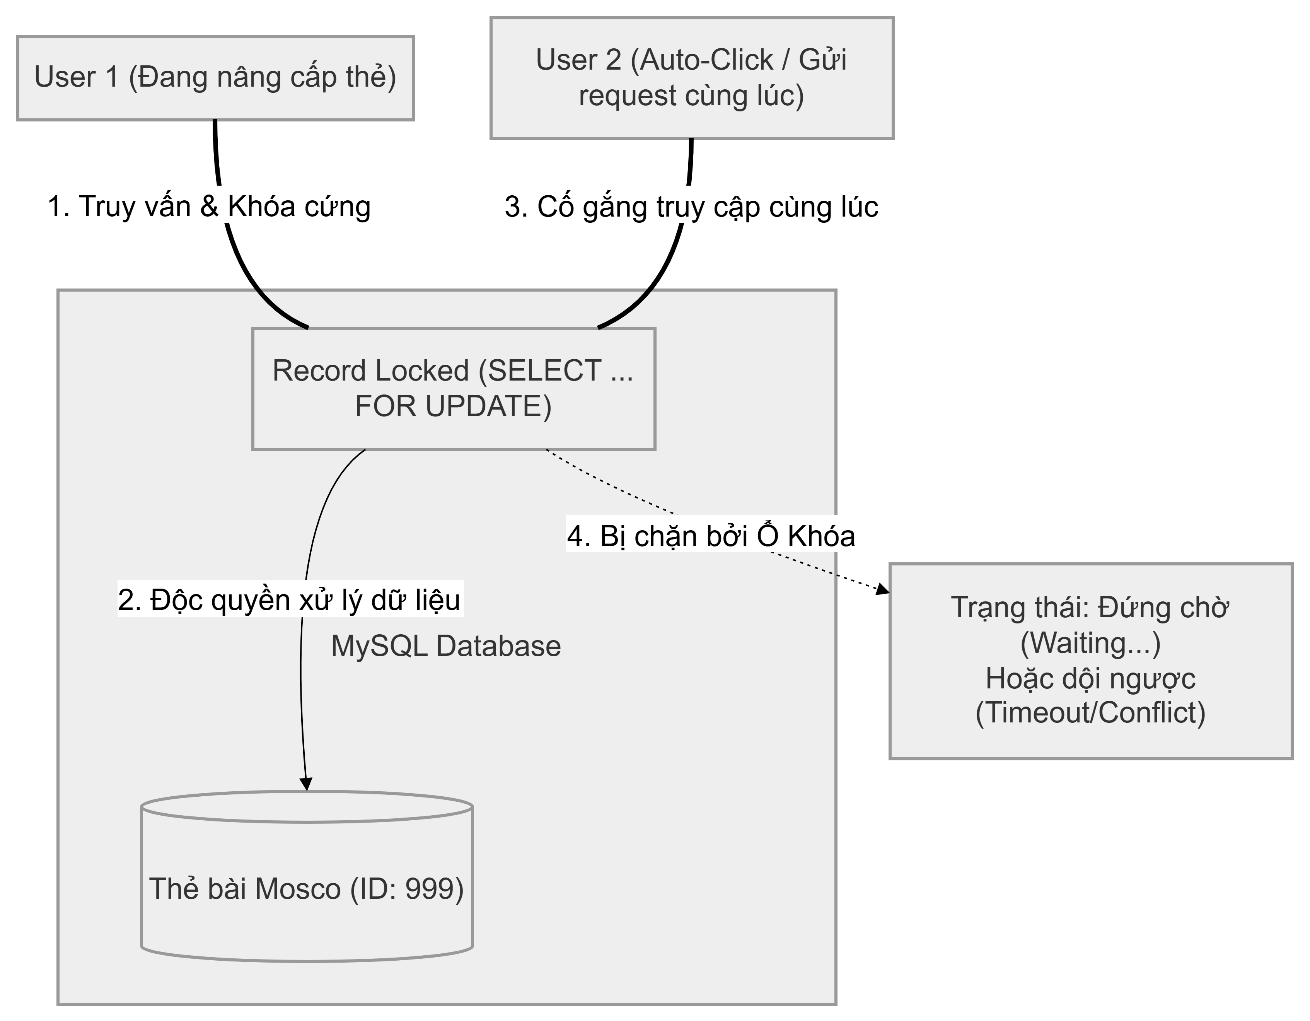 User 1 (Đang nâng cấp thẻ)
User 2 (Auto-Click / Gửi
request cùng lúc)
1. Truy vấn & Khóa cứng
3. Cố gắng truy cập cùng lúc
Record Locked (SELECT ...
FOR UPDATE)
4. Bị chặn bởi Ổ Khóa
2. Độc quyền xử lý dữ liệu
MySQL Database
Trạng thái: Đứng chờ
(Waiting...)
Hoặc dội ngược
(Timeout/Conflict)
Thẻ bài Mosco (ID: 999)